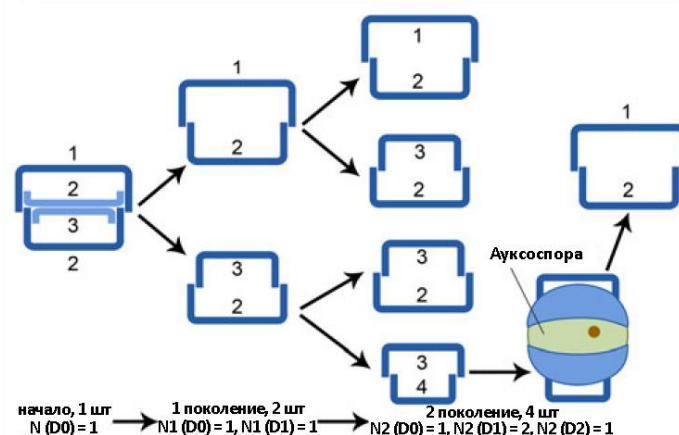 1
2
3
2
1
2
3
2
1
2
3
2
3
2
3
4
1
2
Ауксоспора
начало, 1 шт
N (D0) = 1
1 поколение, 2 шт
N1 (D0) = 1, N1 (D1) = 1
2 поколение, 4 шт
N2 (D0) = 1, N2 (D1) = 2, N2 (D2) = 1